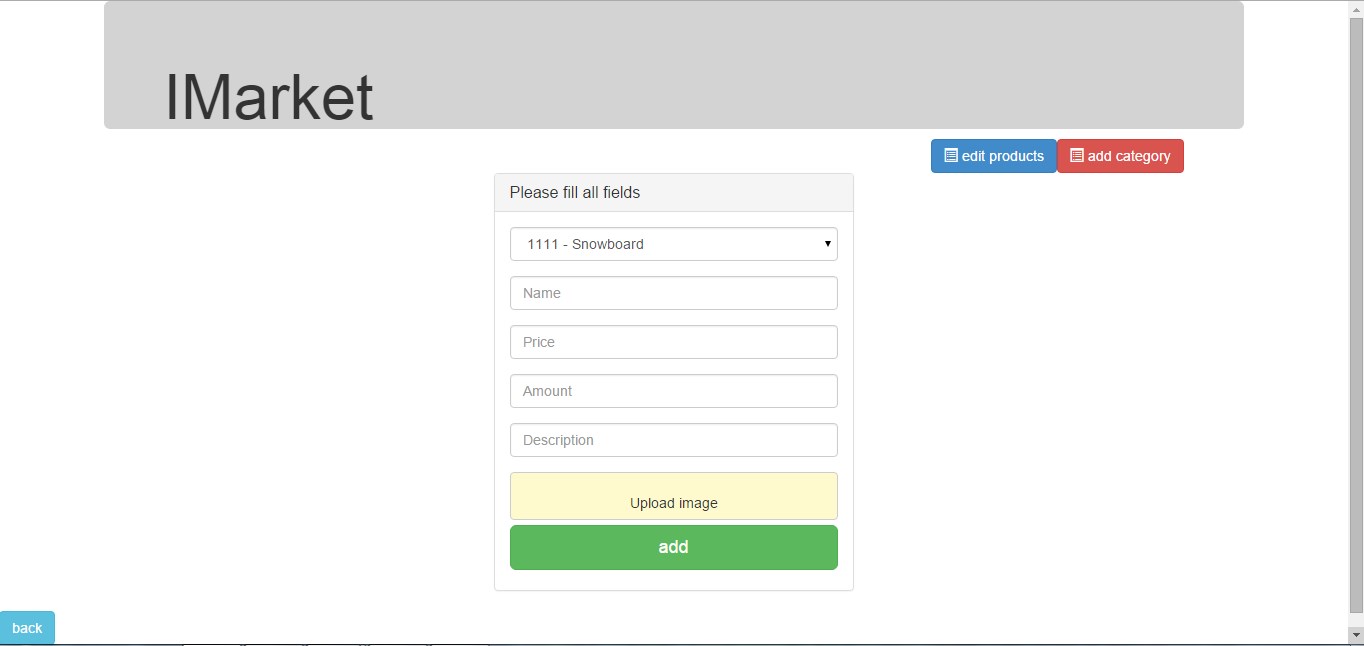 IMarket
edit products
add category
Please fill all fields
1111 - Snowboard
Name
Price
Amount
Description
Upload image
add
back